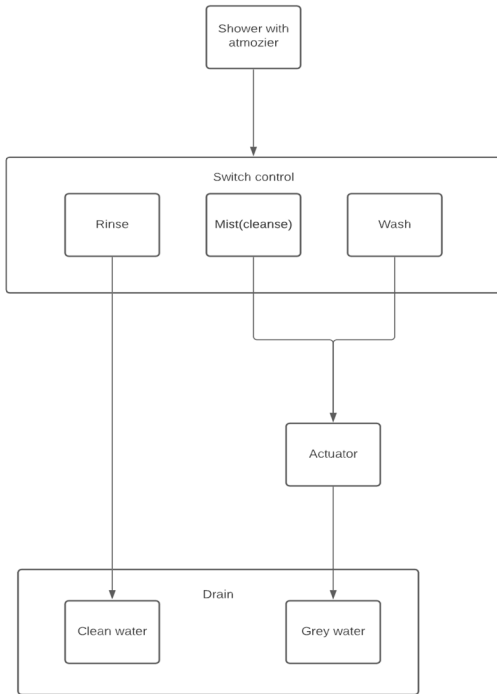 Shower with
atmozier
Switch control
Rinse
Mist(cleanse)
Wash
Actuator
Drain
Clean water
Grey water